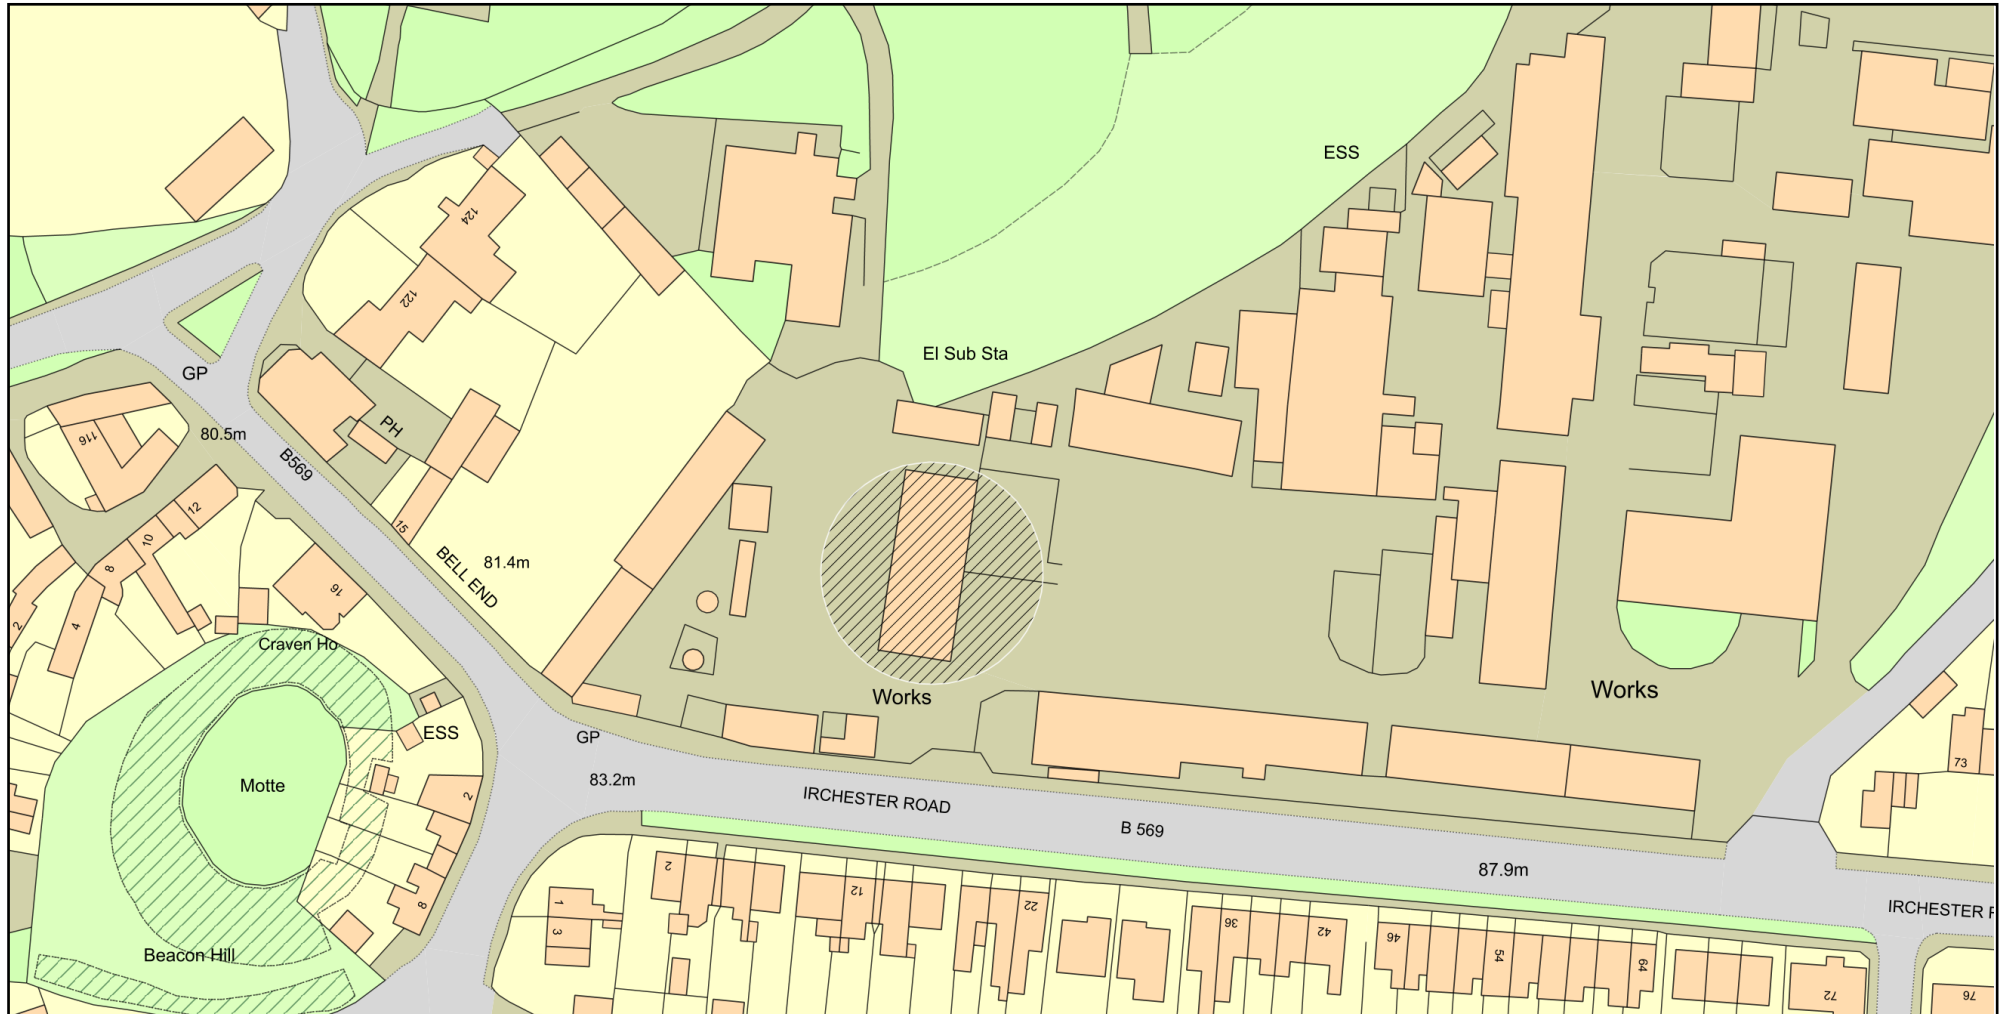 124
ESS
122
El Sub Sta
GP
116
80.5m
PH
B569
12
10
8
15
BELL END
81.4m
16
2
4
Craven Ho
Works
Works
ESS
GP
Motte
83.2m
2
IRCHESTER ROAD
B 569
73
87.9m
2
12
22
36
42
46
54
64
72
76
1
3
8
IRCHESTER R
Beacon Hill